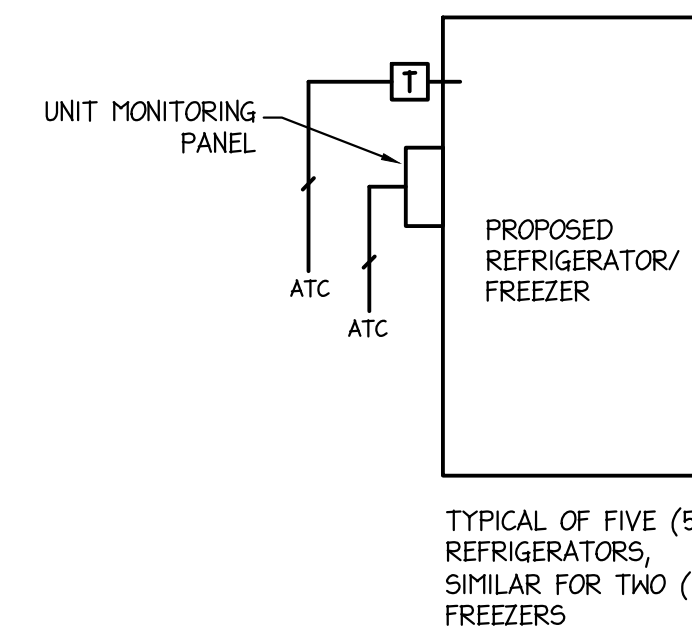 T
UNIT MONITORING
PANEL
PROPOSED
REFRIGERATOR/
FREEZER
ATC
ATC
TYPICAL OF FIVE (5
REFRIGERATORS,
SIMILAR FOR TWO (
FREEZERS